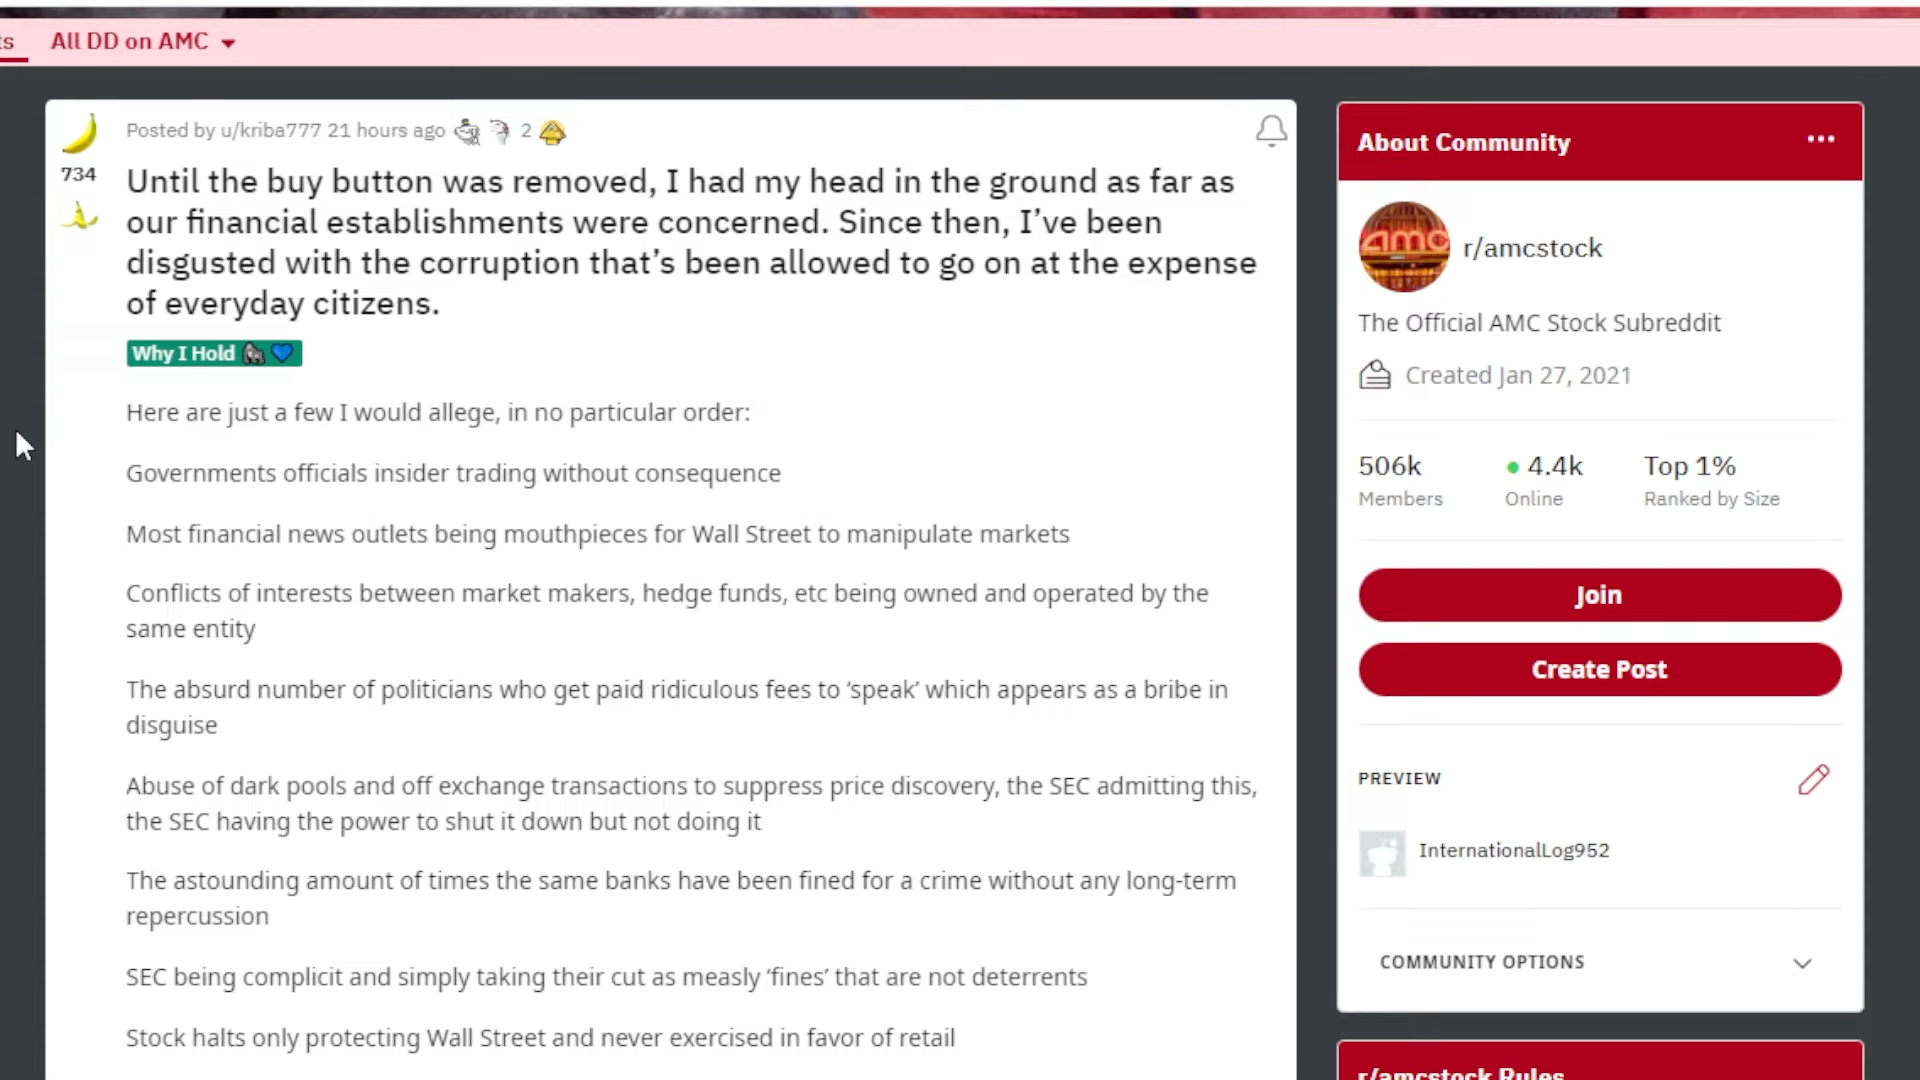 ts All DD on AMC
Posted by u/kriba777 21 hours ago 2
734
Until the buy button was removed, I had my head in the ground as far as
our financial establishments were concerned. Since then, I’ve been
disgusted with the corruption that’s been allowed to go on at the expense
of everyday citizens.
Why I Hold
Here are just a few I would allege, in no particular order:
Governments officials insider trading without consequence
Most financial news outlets being mouthpieces for Wall Street to manipulate markets
Conflicts of interests between market makers, hedge funds, etc being owned and operated by the
same entity
The absurd number of politicians who get paid ridiculous fees to ‘speak’ which appears as a bribe in
disguise
Abuse of dark pools and off exchange transactions to suppress price discovery, the SEC admitting this,
the SEC having the power to shut it down but not doing it
The astounding amount of times the same banks have been fined for a crime without any long-term
repercussion
SEC being complicit and simply taking their cut as measly ‘fines’ that are not deterrents
Stock halts only protecting Wall Street and never exercised in favor of retail
About Community
amc
r/amcstock
The Official AMC Stock Subreddit
Created Jan 27, 2021
506k 4.4k Top 1%
Members Online Ranked by Size
Join
Create Post
PREVIEW
InternationalLog952
COMMUNITY OPTIONS
r/amcstock Rules